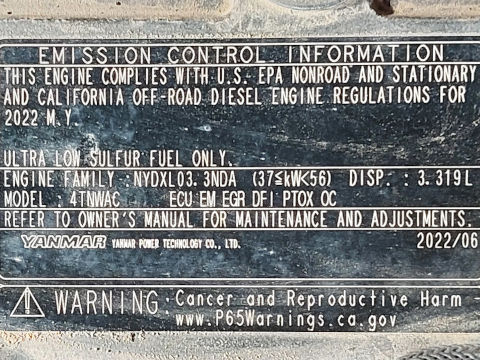 EMISSION CONTROL INFORMATION
THIS ENGINE COMPLIES WITH U.S. EPA NONROAD AND STATIONARY
AND CALIFORNIA OFF-ROAD DIESEL ENGINE REGULATIONS FOR
2022 M.Y.
ULTRA LOW SULFUR FUEL ONLY.
ENGINE FAMILY :NYDXL03.3NDA (37≦kW<56) DISP. : 3.319L
MODEL : 4TNWAC ECU EM EGR DFI PTOX OC
REFER TO OWNER'S MANUAL FOR MAINTENANCE AND ADJUSTMENTS.
YANMAR YANMAR POWER TECHNOLOGY CO., LTD. 2022/06
WARNING: Cancer and Reproductive Harm -
www.P65Warnings.ca.gov